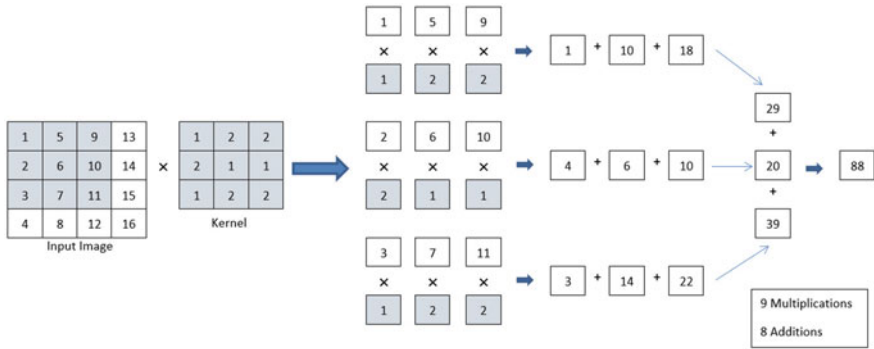 1 5 9
× × ×
1 2 2
1 + 10 + 18
29
+
1 5 9 13
2 6 10 14
3 7 11 15
4 8 12 16
Input Image
×
1 2 2
2 1 1
1 2 2
Kernel
2 6 10
× × ×
2 1 1
4 + 6 + 10
20
88
+
39
3 7 11
× × ×
1 2 2
3 + 14 + 22
9 Multiplications
8 Additions